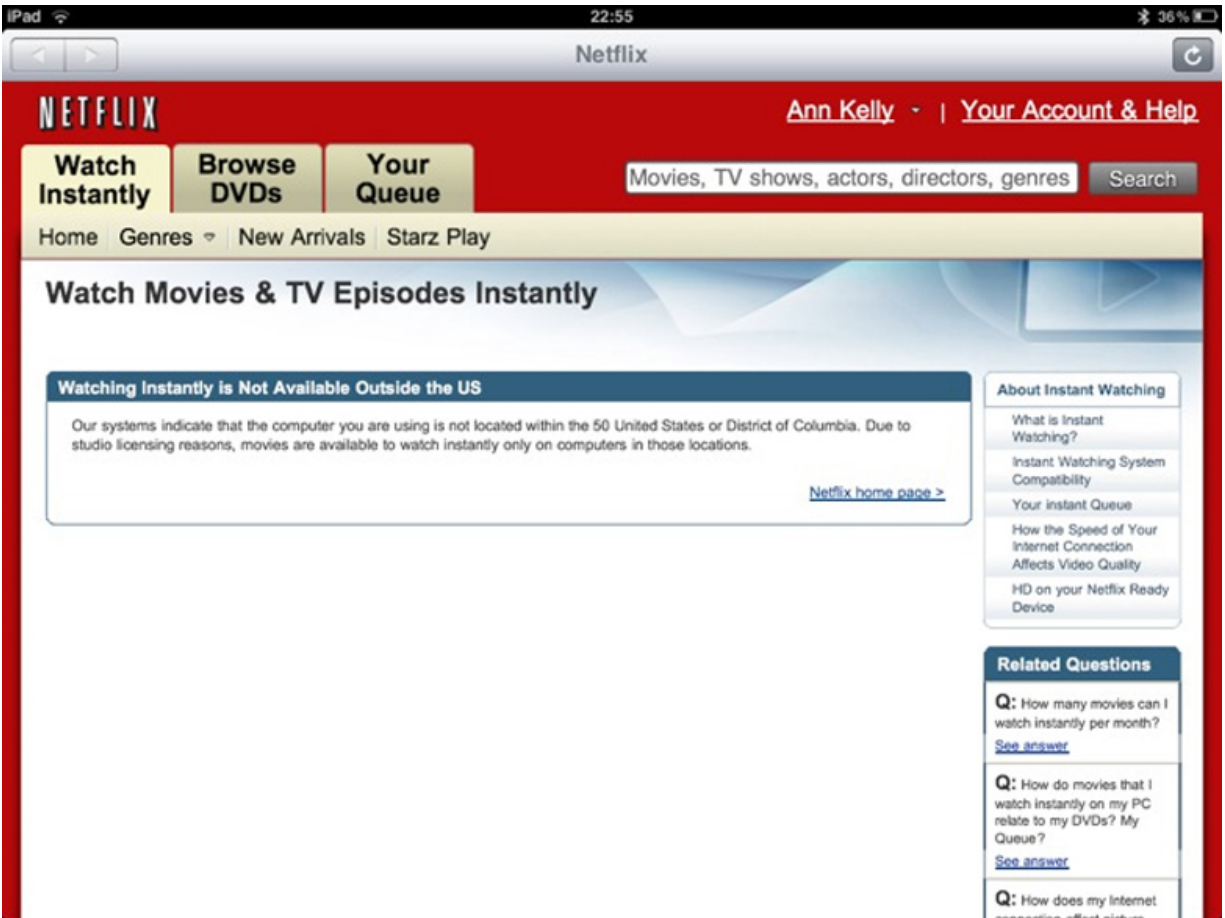 iPad 22:55 36%
Netflix
NETFLIX
Ann Kelly | Your Account & Help
Watch Instantly
Browse DVDs
Your Queue
Movies, TV shows, actors, directors, genres Search
Home Genres New Arrivals Starz Play
Watch Movies & TV Episodes Instantly
Watching Instantly is Not Available Outside the US
Our systems indicate that the computer you are using is not located within the 50 United States or District of Columbia. Due to
studio licensing reasons, movies are available to watch instantly only on computers in those locations.
Netflix home page >
About Instant Watching
What is Instant
Watching?
Instant Watching System
Compatibility
Your instant Queue
How the Speed of Your
Internet Connection
Affects Video Quality
HD on your Netflix Ready
Device
Related Questions
Q: How many movies can I
watch instantly per month?
See answer
Q: How do movies that I
watch instantly on my PC
relate to my DVDs? My
Queue?
See answer
Q: How does my Internet